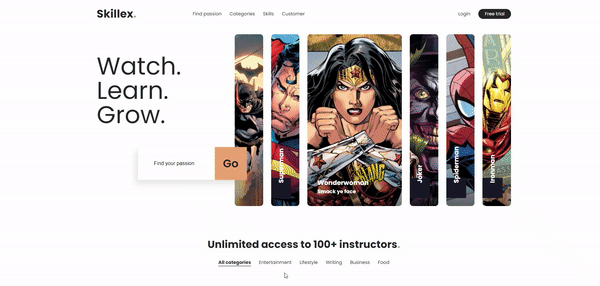 Skillex.
Find passion Categories Skills Customer
Login Free trial
Watch.
Learn.
Grow.
Find your passion Go
Superman
Wonderwoman
Smack ye face
Joker
Spiderman
Ironman
Unlimited access to 100+ instructors.
All categories Entertainment Lifestyle Writing Business Food